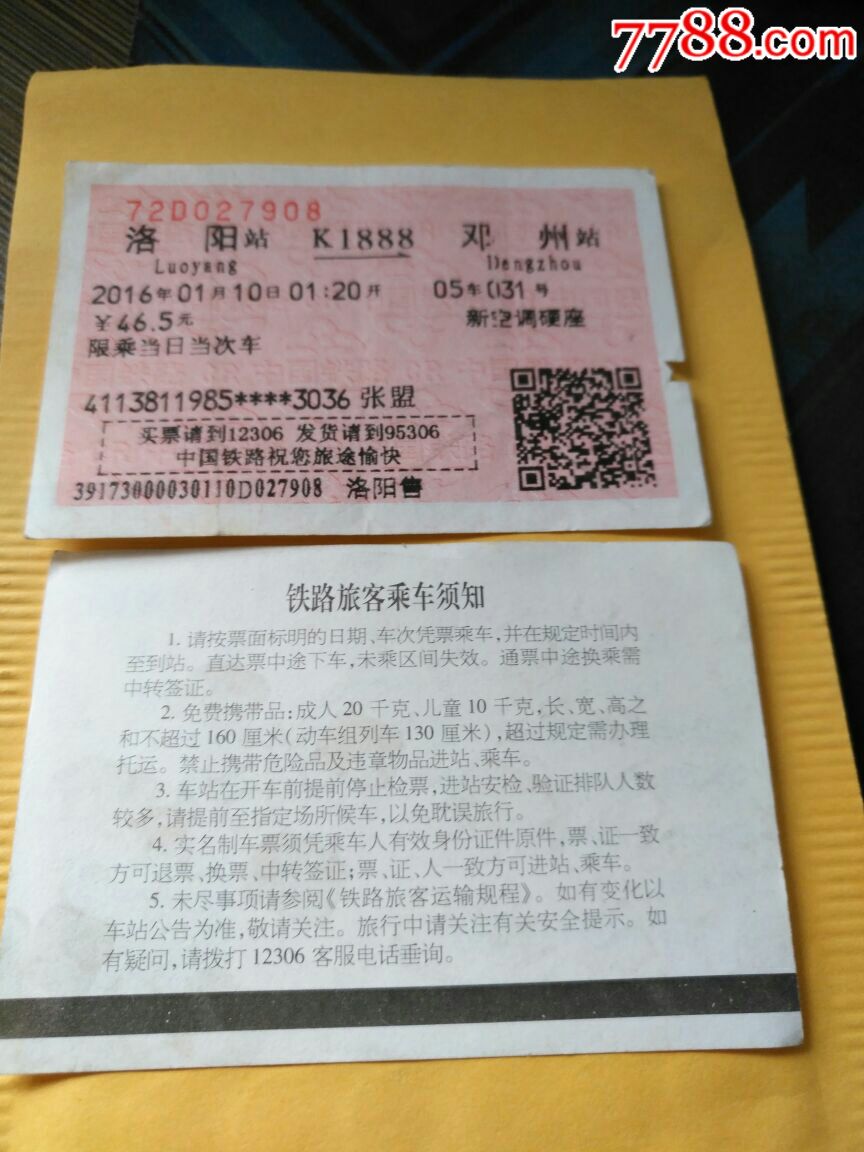 7788.com
72D027908
洛 阳站 K1888 邓 州站
Luoyang Dengzhou
2016年01月10日01:20开 05车031号
￥46.5元 新空调硬座
限乘当日当次车
4113811985****3036 张盟
买票请到12306 发货请到95306
中国铁路祝您旅途愉快
39173000030110D027908 洛阳售
铁路旅客乘车须知
1. 请按票面标明的日期、车次凭票乘车,并在规定时间内
至到站。直达票中途下车,未乘区间失效。通票中途换乘需
中转签证。
2. 免费携带品:成人20千克、儿童10千克,长、宽、高之
和不超过160厘米(动车组列车130厘米),超过规定需办理
托运。禁止携带危险品及违章物品进站、乘车。
3. 车站在开车前提前停止检票,进站安检、验证排队人数
较多,请提前至指定场所候车,以免耽误旅行。
4. 实名制车票须凭乘车人有效身份证件原件,票、证一致
方可退票、换票、中转签证;票、证、人一致方可进站、乘车。
5. 未尽事项请参阅《铁路旅客运输规程》。如有变化以
车站公告为准,敬请关注。旅行中请关注有关安全提示。如
有疑问,请拨打12306客服电话垂询。